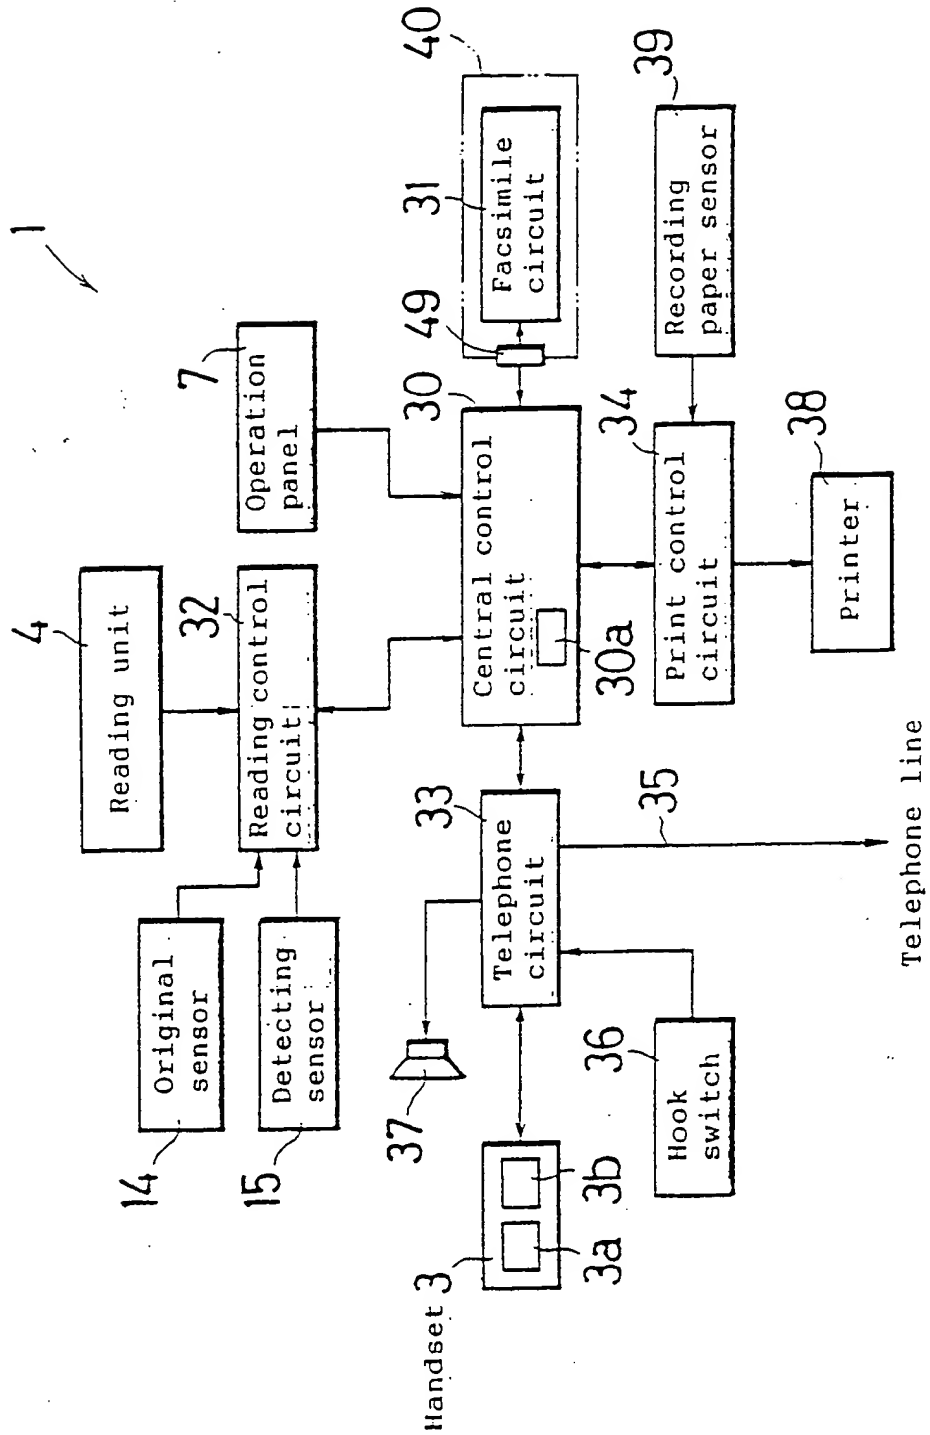 1
4
Reading unit
7
Operation
panel
32
Reading control
circuit
14
Original
sensor
15
Detecting
sensor
40
31
Facsimile
circuit
49
30
Central control
circuit
30a
33
Telephone
circuit
37
Handset 3
3a
3b
39
Recording
paper sensor
34
Print control
circuit
38
Printer
35
36
Hook
switch
Telephone line